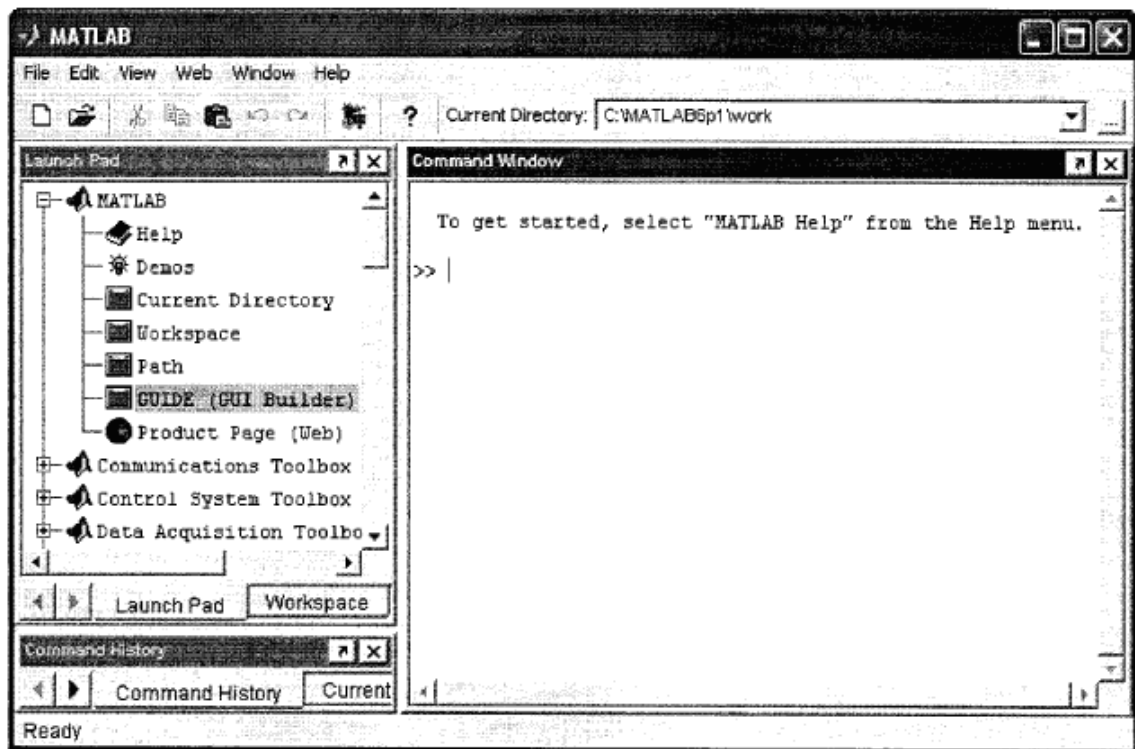 MATLAB
File Edit View Web Window Help
? Current Directory: C:\MATLAB6p1\work ...
Launch Pad
MATLAB
Help
Demos
Current Directory
Workspace
Path
GUIDE (GUI Builder)
Product Page (Web)
Communications Toolbox
Control System Toolbox
Data Acquisition Toolbo
Launch Pad Workspace
Command History
Command History Current
Command Window
To get started, select "MATLAB Help" from the Help menu.
>>
Ready